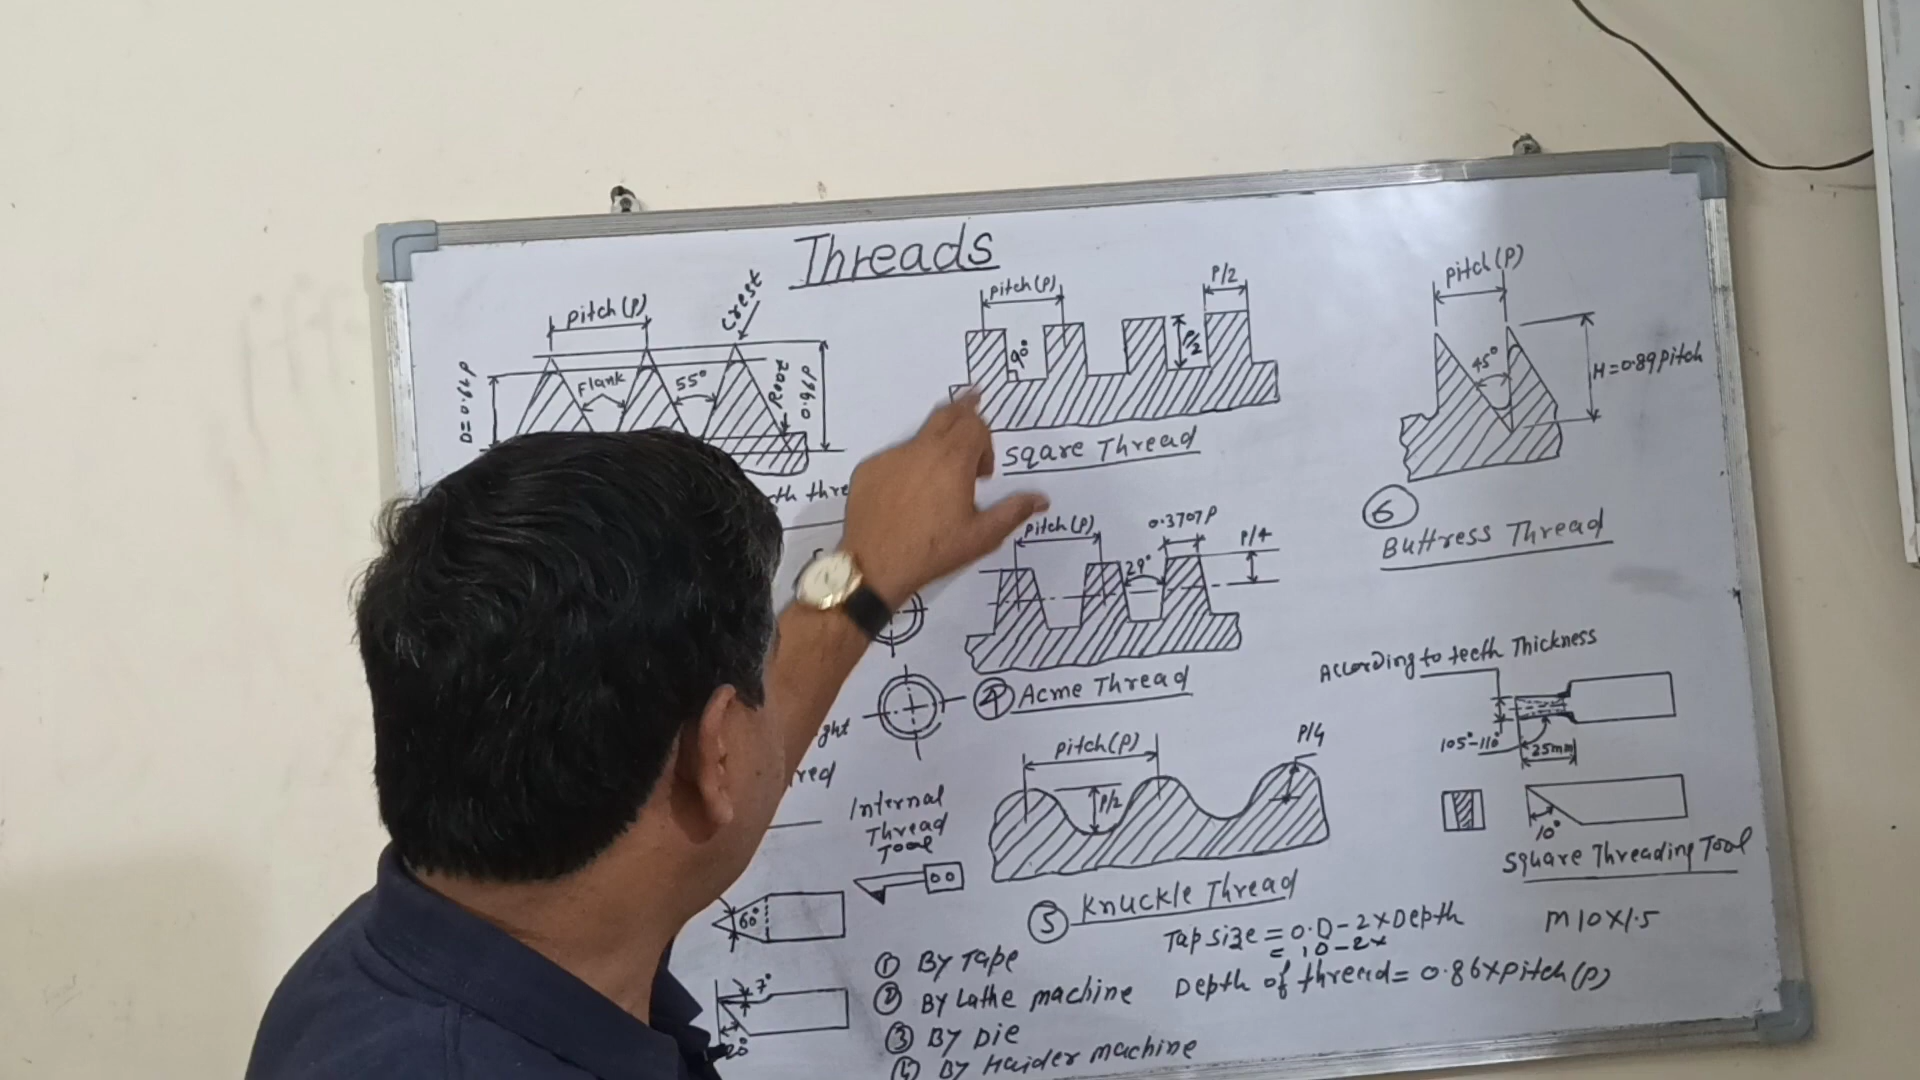 Threads
pitch(P)
Crest
Flank
55°
Root
0.96P
pitch(P)
90°
P/2
P/2
Sqare Thread
pitch(P)
45°
H=0.89pitch
6
Buttress Thread
pitch(P)
29°
0.3707P
P/4
4 Acme Thread
pitch(P)
P/2
P/4
5 Knuckle Thread
According to teeth Thickness
105°-110°
25mm
10°
Square Threading Tool
Internal
Thread
Tool
60°
7°
20°
1 By Tape
2 By Lathe machine
3 By Die
4 By Haider machine
Tap size = O.D - 2×Depth
= 10-2×
M10×1.5
Depth of thread = 0.86×pitch(P)